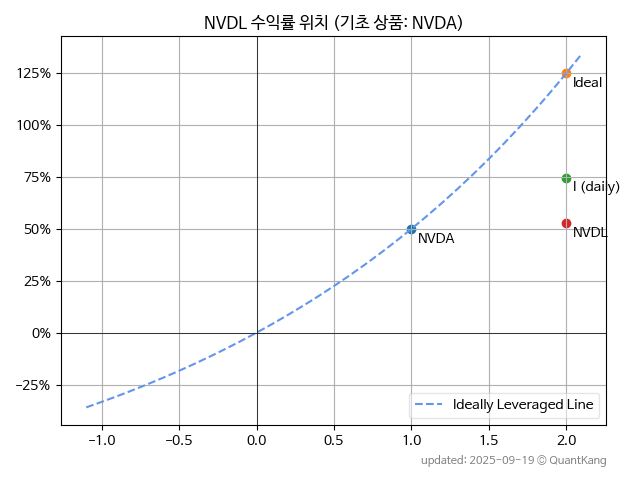 NVDL 수익률 위치 (기초 상품: NVDA)
125%
100%
75%
50%
25%
0%
−25%
Ideal
I (daily)
NVDL
NVDA
Ideally Leveraged Line
−1.0 −0.5 0.0 0.5 1.0 1.5 2.0
updated: 2025-09-19 © QuantKang